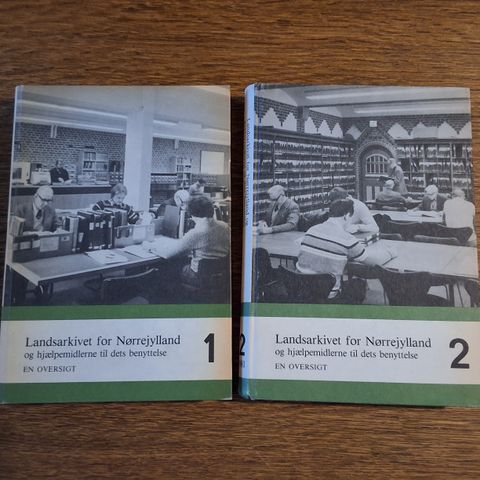 Landsarkivet for Nørrejylland
og hjælpemidlerne til dets benyttelse
EN OVERSIGT
1
Landsarkivet for Nørrejylland
og hjælpemidlerne til dets benyttelse
EN OVERSIGT
2
2